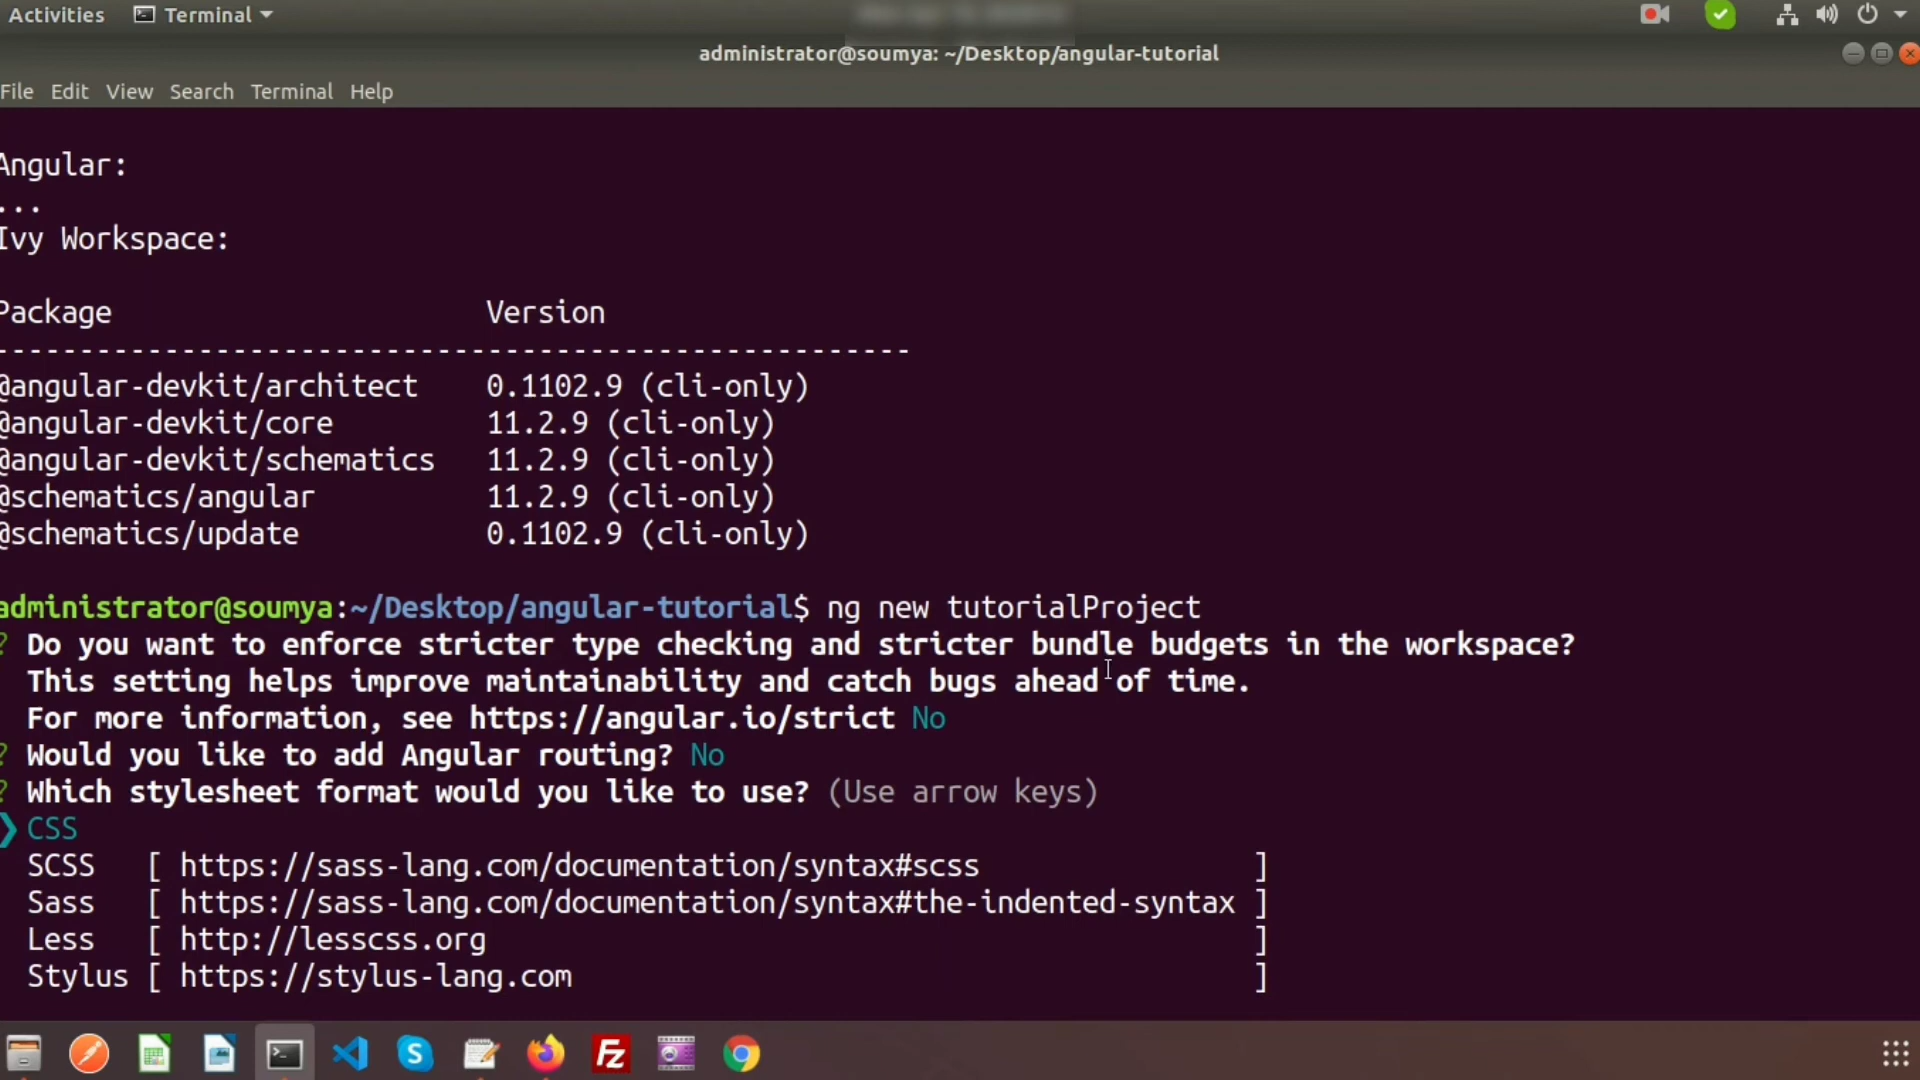 Activities Terminal
administrator@soumya: ~/Desktop/angular-tutorial
File Edit View Search Terminal Help
Angular:
...
Ivy Workspace:
Package Version
------------------------------------------------------
@angular-devkit/architect 0.1102.9 (cli-only)
@angular-devkit/core 11.2.9 (cli-only)
@angular-devkit/schematics 11.2.9 (cli-only)
@schematics/angular 11.2.9 (cli-only)
@schematics/update 0.1102.9 (cli-only)
administrator@soumya:~/Desktop/angular-tutorial$ ng new tutorialProject
? Do you want to enforce stricter type checking and stricter bundle budgets in the workspace?
This setting helps improve maintainability and catch bugs ahead of time.
For more information, see https://angular.io/strict No
? Would you like to add Angular routing? No
? Which stylesheet format would you like to use? (Use arrow keys)
❯ CSS
SCSS [ https://sass-lang.com/documentation/syntax#scss ]
Sass [ https://sass-lang.com/documentation/syntax#the-indented-syntax ]
Less [ http://lesscss.org ]
Stylus [ https://stylus-lang.com ]